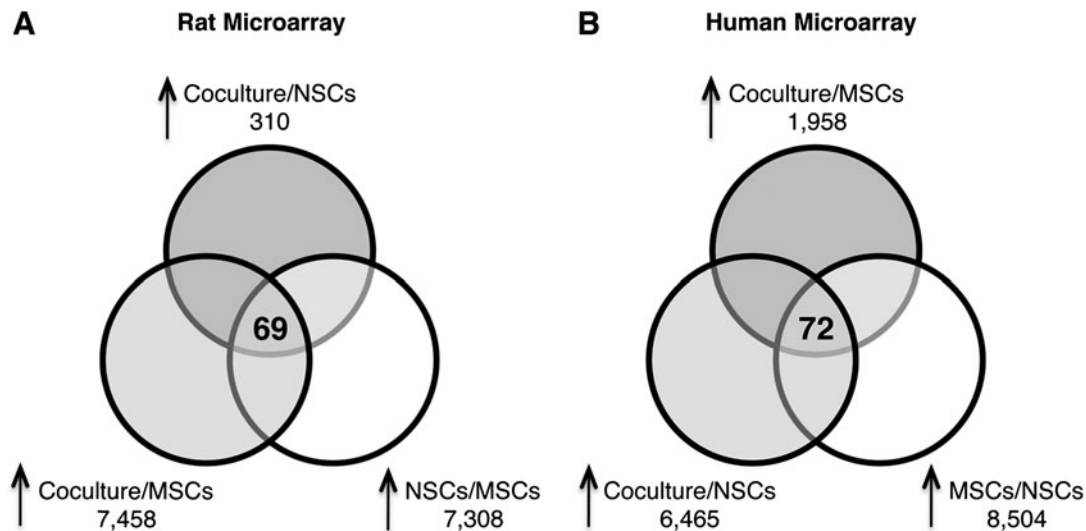 A Rat Microarray
Coculture/NSCs
310
69
Coculture/MSCs
7,458
NSCs/MSCs
7,308
B Human Microarray
Coculture/MSCs
1,958
72
Coculture/NSCs
6,465
MSCs/NSCs
8,504